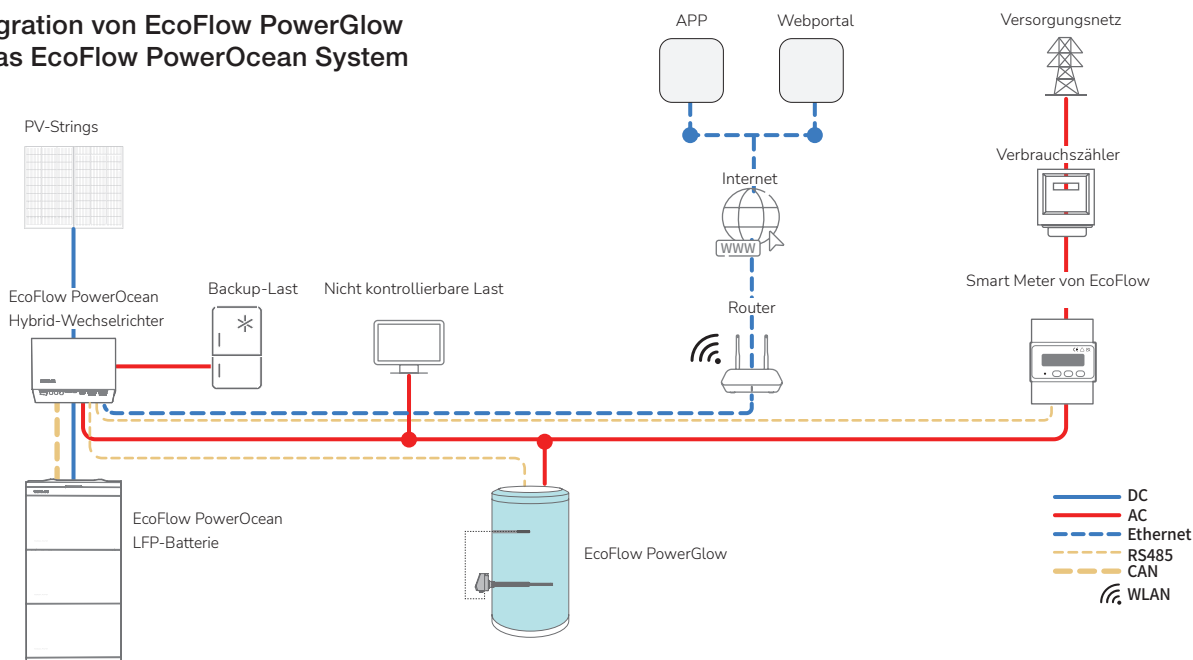 gration von EcoFlow PowerGlow
as EcoFlow PowerOcean System
APP
Webportal
Versorgungsnetz
PV-Strings
Verbrauchszähler
Internet
WWW
Smart Meter von EcoFlow
EcoFlow PowerOcean
Hybrid-Wechselrichter
Backup-Last
Nicht kontrollierbare Last
Router
EcoFlow PowerOcean
LFP-Batterie
EcoFlow PowerGlow
DC
AC
Ethernet
RS485
CAN
WLAN